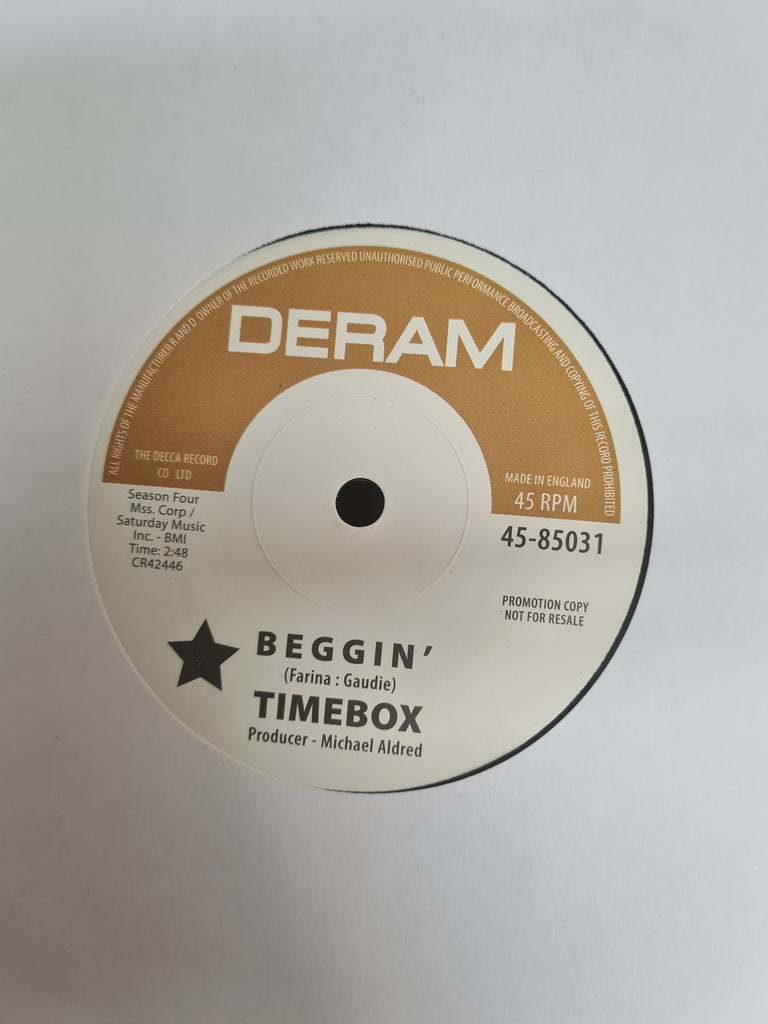 ALL RIGHTS OF THE MANUFACTURER R AND D OWNER OF THE RECORDED WORK RESERVED UNAUTHORISED PUBLIC PERFORMANCE BROADCASTING AND COPYING OF THIS RECORD PROHIBITED
DERAM
THE DECCA RECORD
CO LTD
MADE IN ENGLAND
45 RPM
45-85031
Season Four
Mss. Corp /
Saturday Music
Inc. - BMI
Time: 2:48
CR42446
PROMOTION COPY
NOT FOR RESALE
BEGGIN'
(Farina : Gaudie)
TIMEBOX
Producer - Michael Aldred